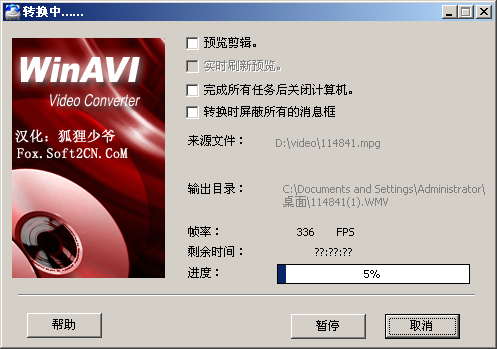 转换中......
WinAVI
Video Converter
汉化：狐狸少爷
Fox.Soft2CN.CoM
预览剪辑。
实时刷新预览。
完成所有任务后关闭计算机。
转换时屏蔽所有的消息框
来源文件： D:\video\114841.mpg
输出目录： C:\Documents and Settings\Administrator\
桌面\114841(1).WMV
帧率： 336 FPS
剩余时间： ??:??:??
进度： 5%
帮助 暂停 取消